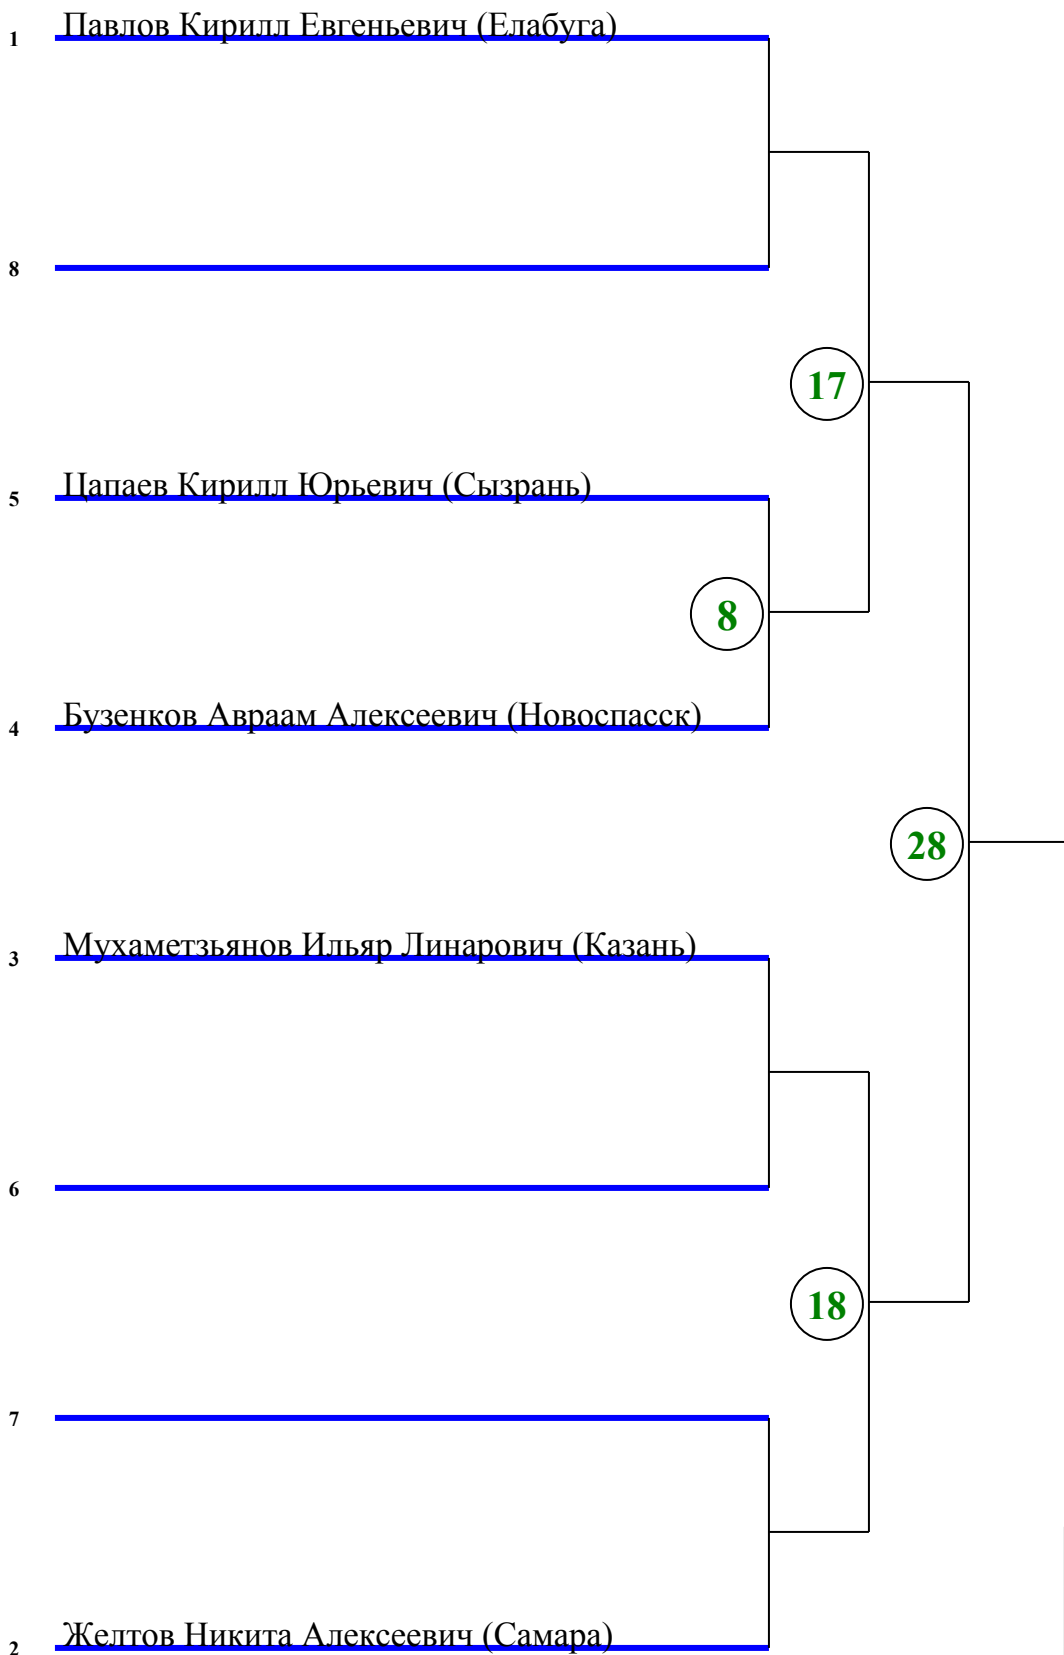 1 Павлов Кирилл Евгеньевич (Елабуга)
8
17
5 Цапаев Кирилл Юрьевич (Сызрань)
8
4 Бузенков Авраам Алексеевич (Новоспасск)
28
3 Мухаметзьянов Ильяр Линарович (Казань)
6
18
7
2 Желтов Никита Алексеевич (Самара)